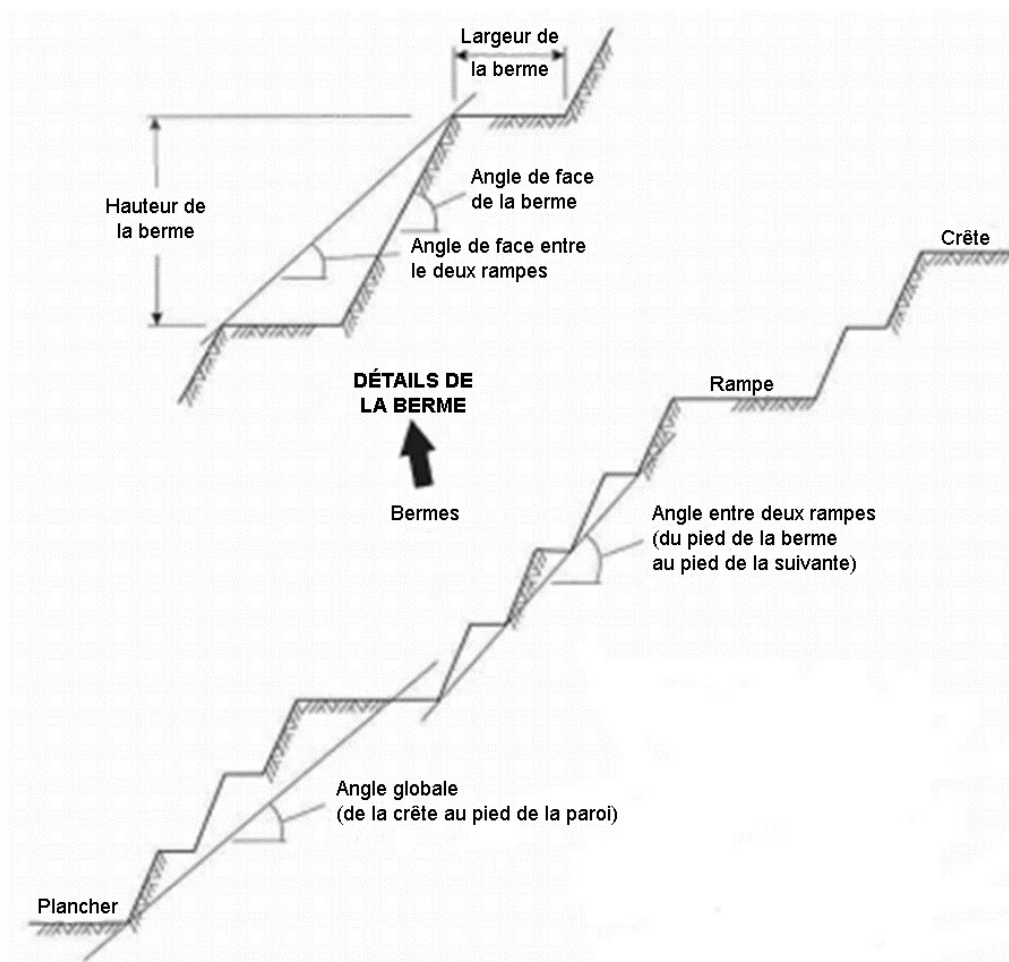 Largeur de
la berme
Hauteur de
la berme
Angle de face
de la berme
Angle de face entre
le deux rampes
Crête
DÉTAILS DE
LA BERME
Rampe
Bermes
Angle entre deux rampes
(du pied de la berme
au pied de la suivante)
Angle globale
(de la crête au pied de la paroi)
Plancher